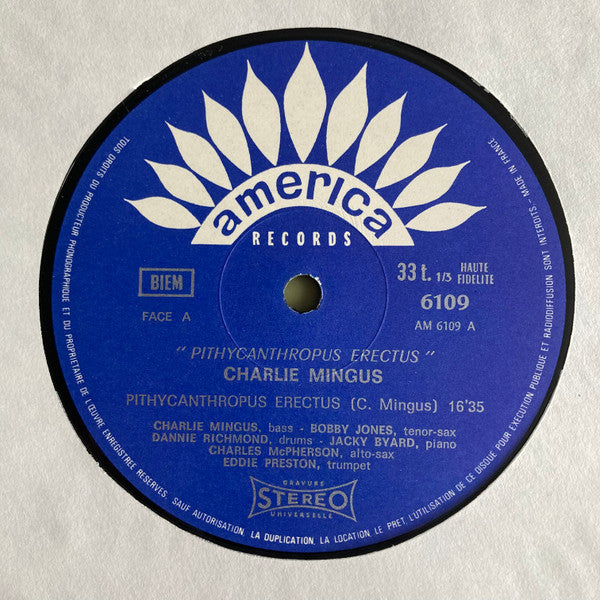 america
RECORDS
BIEM
FACE A
33 t. 1/3 HAUTE FIDELITE
6109
AM 6109 A
" PITHYCANTHROPUS ERECTUS "
CHARLIE MINGUS
PITHYCANTHROPUS ERECTUS (C. Mingus) 16'35
CHARLIE MINGUS, bass - BOBBY JONES, tenor-sax
DANNIE RICHMOND, drums - JACKY BYARD, piano
CHARLES McPHERSON, alto-sax
EDDIE PRESTON, trumpet
GRAVURE
STEREO
UNIVERSELLE
TOUS DROITS DU PRODUCTEUR PHONOGRAPHIQUE ET DU PROPRIETAIRE DE L'ŒUVRE ENREGISTREE RESERVES. SAUF AUTORISATION, LA DUPLICATION, LA LOCATION, LE PRET, L'UTILISATION DE CE DISQUE POUR EXECUTION PUBLIQUE ET RADIODIFFUSION SONT INTERDITS - MADE IN FRANCE